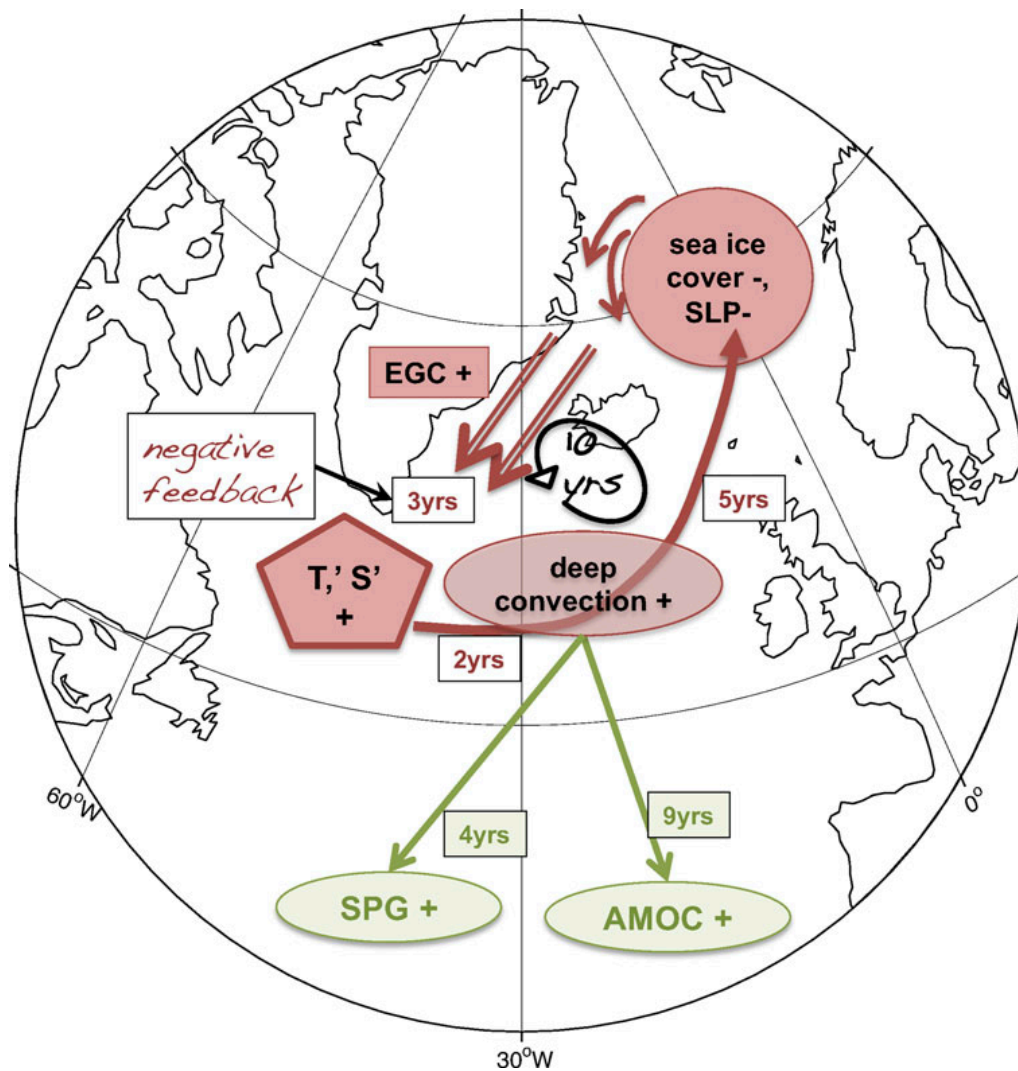 sea ice
cover -,
SLP-
EGC +
negative
feedback
10
yrs
3yrs
5yrs
T,’ S’
+
deep
convection +
2yrs
60°W
0°
4yrs
9yrs
SPG +
AMOC +
30°W